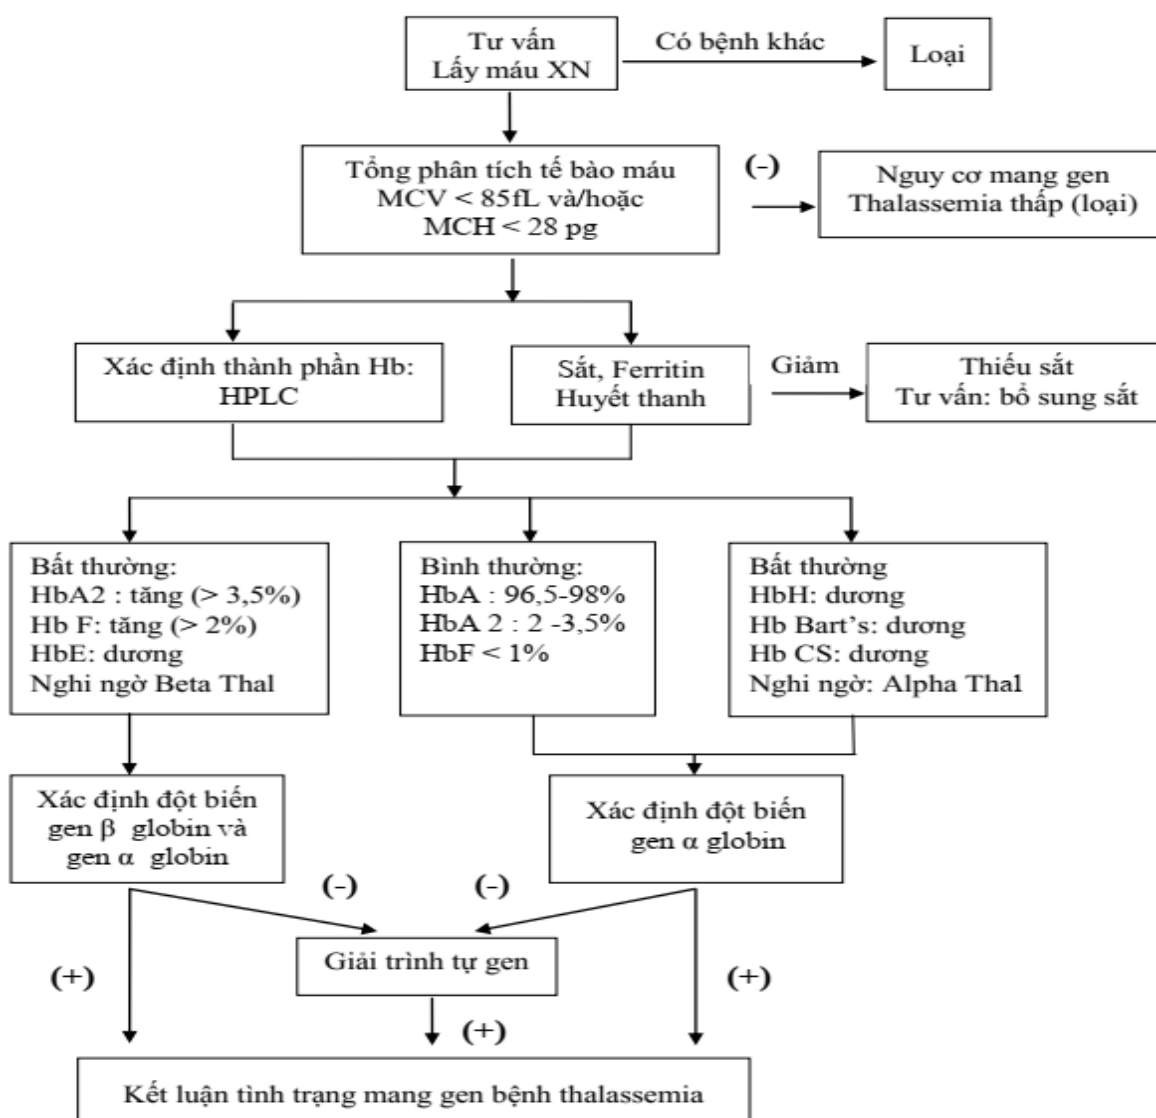 Tư vấn
Lấy máu XN
Có bệnh khác
Loại
Tổng phân tích tế bào máu
MCV < 85fL và/hoặc
MCH < 28 pg
(-)
Nguy cơ mang gen
Thalassemia thấp (loại)
Xác định thành phần Hb:
HPLC
Sắt, Ferritin
Huyết thanh
Giảm
Thiếu sắt
Tư vấn: bổ sung sắt
Bất thường:
HbA2 : tăng (> 3,5%)
Hb F: tăng (> 2%)
HbE: dương
Nghi ngờ Beta Thal
Bình thường:
HbA : 96,5-98%
HbA 2 : 2 -3,5%
HbF < 1%
Bất thường
HbH: dương
Hb Bart’s: dương
Hb CS: dương
Nghi ngờ: Alpha Thal
Xác định đột biến
gen β globin và
gen α globin
Xác định đột biến
gen α globin
(-)
(-)
Giải trình tự gen
(+)
(+)
(+)
Kết luận tình trạng mang gen bệnh thalassemia